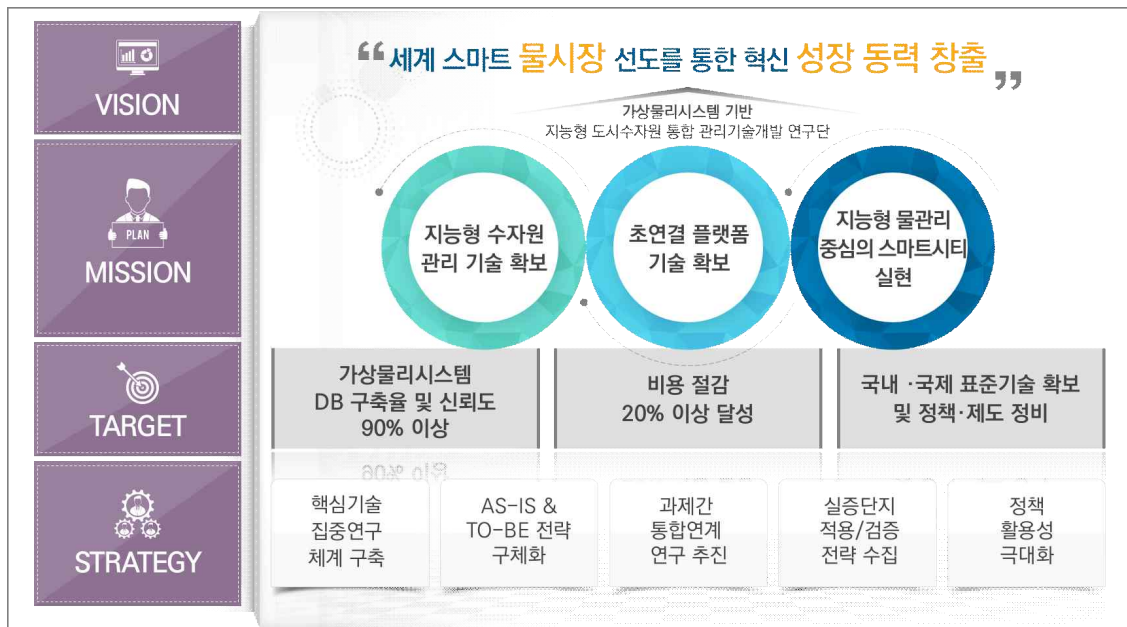 VISION
“세계 스마트 물시장 선도를 통한 혁신 성장 동력 창출”
가상물리시스템 기반
지능형 도시수자원 통합 관리기술개발 연구단
PLAN
MISSION
지능형 수자원
관리 기술 확보
초연결 플랫폼
기술 확보
지능형 물관리
중심의 스마트시티
실현
TARGET
가상물리시스템
DB 구축율 및 신뢰도
90% 이상
비용 절감
20% 이상 달성
국내 ·국제 표준기술 확보
및 정책·제도 정비
STRATEGY
핵심기술
집중연구
체계 구축
AS-IS &
TO-BE 전략
구체화
과제간
통합연계
연구 추진
실증단지
적용/검증
전략 수집
정책
활용성
극대화